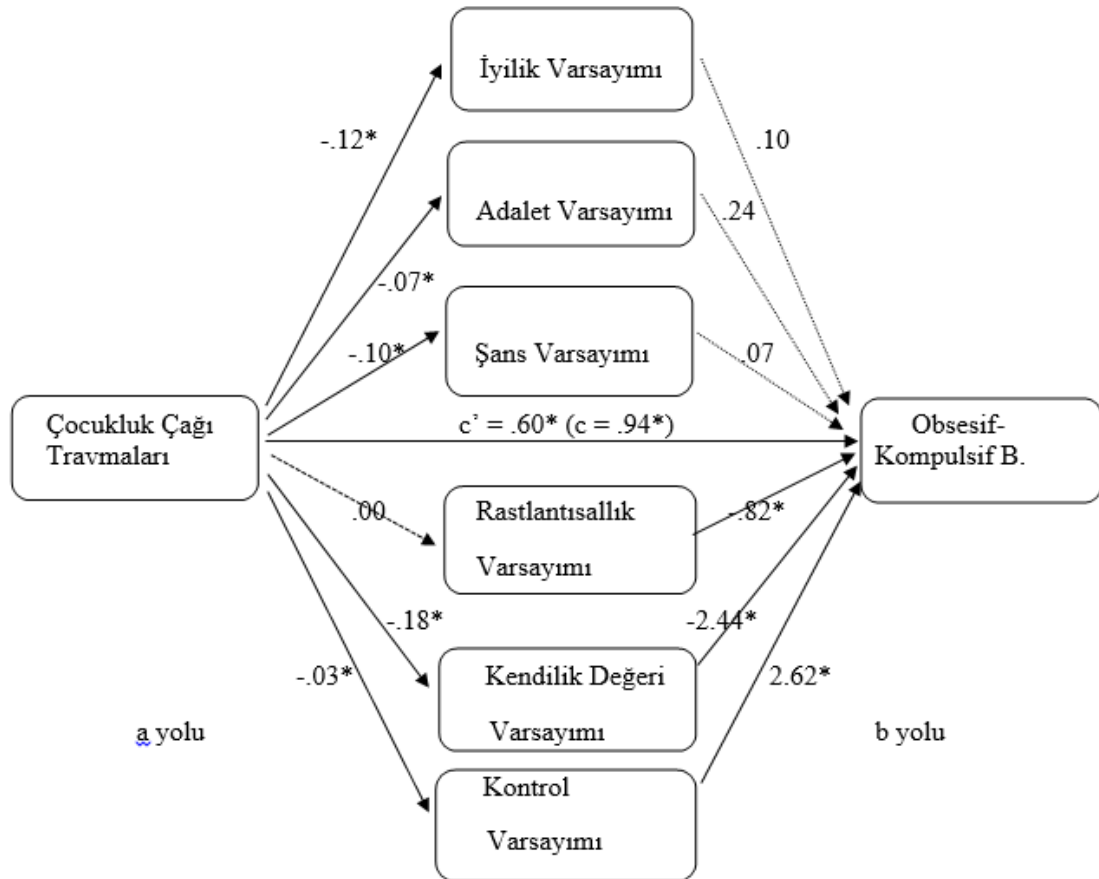 İyilik Varsayımı
-.12*
.10
Adalet Varsayımı
.24
-.07*
Şans Varsayımı
-.10*
.07
c' = .60* (c = .94*)
Çocukluk Çağı
Travmaları
Obsesif-
Kompulsif B.
.00
Rastlantısallık
Varsayımı
-.82*
-.18*
-2.44*
-.03*
Kendilik Değeri
Varsayımı
2.62*
a yolu
b yolu
Kontrol
Varsayımı